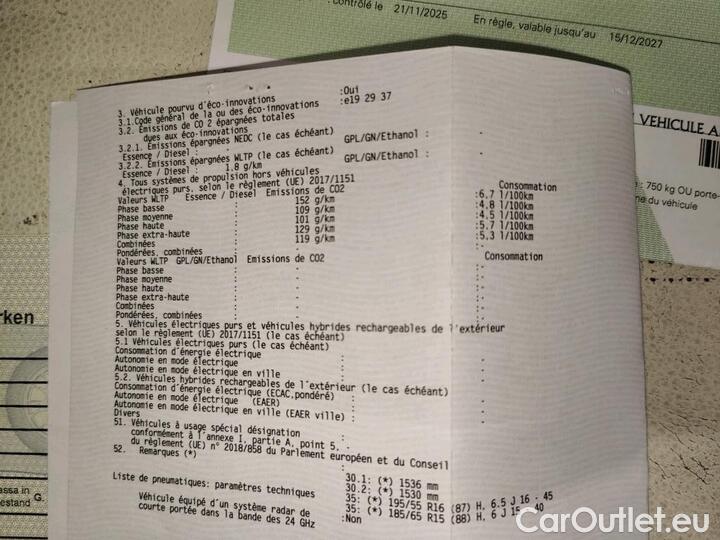 contrôlé le 21/11/2025
En règle, valable jusqu'au 15/12/2027
VEHICULE A
: 750 kg OU porte-
du véhicule
rken
assa in G.
estand
3. Véhicule pourvu d'éco-innovations :Oui
3.1.Code général de la ou des éco-innovations :e19 29 37
3.2. Emissions de CO 2 épargnées totales
dues aux éco-innovations
3.2.1. Emissions épargnées NEDC (le cas échéant)
Essence / Diesel : - GPL/GN/Ethanol : -
3.2.2. Emissions épargnées WLTP (le cas échéant)
Essence / Diesel : 1.8 g/km GPL/GN/Ethanol : -
4. Tous systèmes de propulsion hors véhicules
électriques purs, selon le règlement (UE) 2017/1151
Valeurs WLTP Essence / Diesel Emissions de CO2 Consommation
Phase basse : 152 g/km :6.7 l/100km
Phase moyenne : 109 g/km :4.8 l/100km
Phase haute : 101 g/km :4.5 l/100km
Phase extra-haute : 129 g/km :5.7 l/100km
Combinées : 119 g/km :5.3 l/100km
Pondérées, combinées : - :-
Valeurs WLTP GPL/GN/Ethanol Emissions de CO2 Consommation
Phase basse : - :-
Phase moyenne : - :-
Phase haute : - :-
Phase extra-haute : - :-
Combinées : - :-
Pondérées, combinées : - :-
5. Véhicules électriques purs et véhicules hybrides rechargeables de l'extérieur
selon le règlement (UE) 2017/1151 (le cas échéant)
5.1 Véhicules électriques purs (le cas échéant)
Consommation d'énergie électrique : -
Autonomie en mode électrique : -
Autonomie en mode électrique en ville : -
5.2. Véhicules hybrides rechargeables de l'extérieur (le cas échéant)
Consommation d'énergie électrique (ECAC,pondéré) : -
Autonomie en mode électrique (EAER) : -
Autonomie en mode électrique en ville (EAER ville) : -
Divers
51. Véhicules à usage spécial désignation
conformément à l'annexe I, partie A, point 5,
du règlement (UE) n° 2018/858 du Parlement européen et du Conseil
52. Remarques (*) :
30.1: (*) 1536 mm
30.2: (*) 1530 mm
Liste de pneumatiques: paramètres techniques 35: (*) 195/55 R16 (87) H. 6.5 J 16 - 45
35: (*) 185/65 R15 (88) H. 6 J 15 - 40
Véhicule équipé d'un système radar de :Non
courte portée dans la bande des 24 GHz
CarOutlet.eu